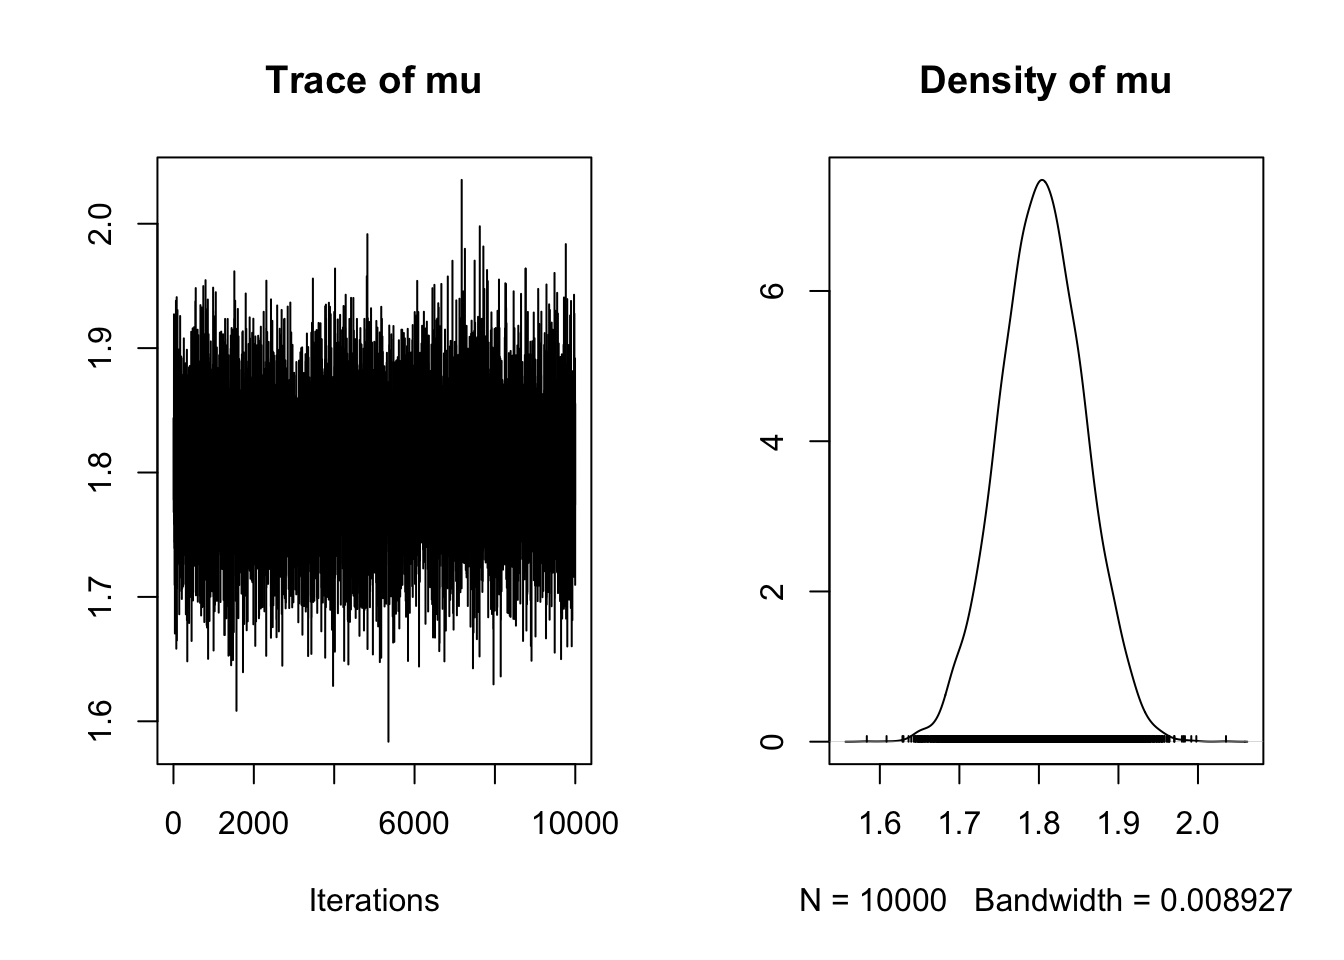 Trace of mu
2.0
1.9
1.8
1.7
1.6
0 2000 6000 10000
Iterations
Density of mu
6
4
2
0
1.6 1.7 1.8 1.9 2.0
N = 10000 Bandwidth = 0.008927